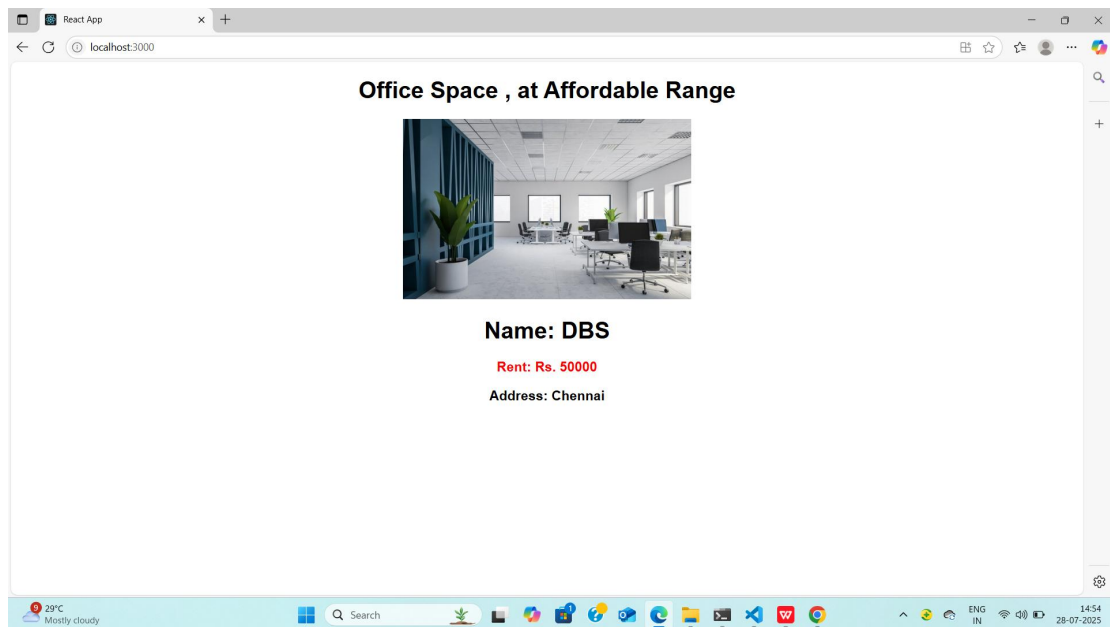 React App
localhost:3000
Office Space , at Affordable Range
Name: DBS
Rent: Rs. 50000
Address: Chennai
9
29°C
Mostly cloudy
Search
W
ENG
IN
14:54
28-07-2025